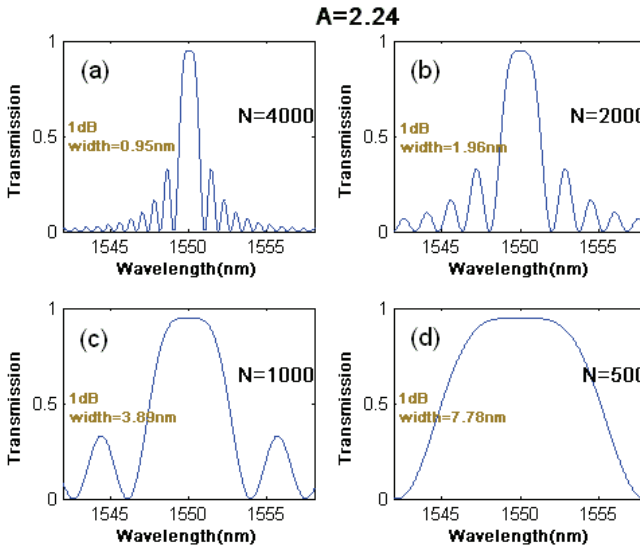 A=2.24
1
(a)
N=4000
0.5
1dB
width=0.95nm
0
1545
1550
1555
Wavelength(nm)
Transmission
1
(b)
N=2000
0.5
1dB
width=1.96nm
0
1545
1550
1555
Wavelength(nm)
Transmission
1
(c)
N=1000
0.5
1dB
width=3.89nm
0
1545
1550
1555
Wavelength(nm)
Transmission
1
(d)
N=500
0.5
1dB
width=7.78nm
0
1545
1550
1555
Wavelength(nm)
Transmission